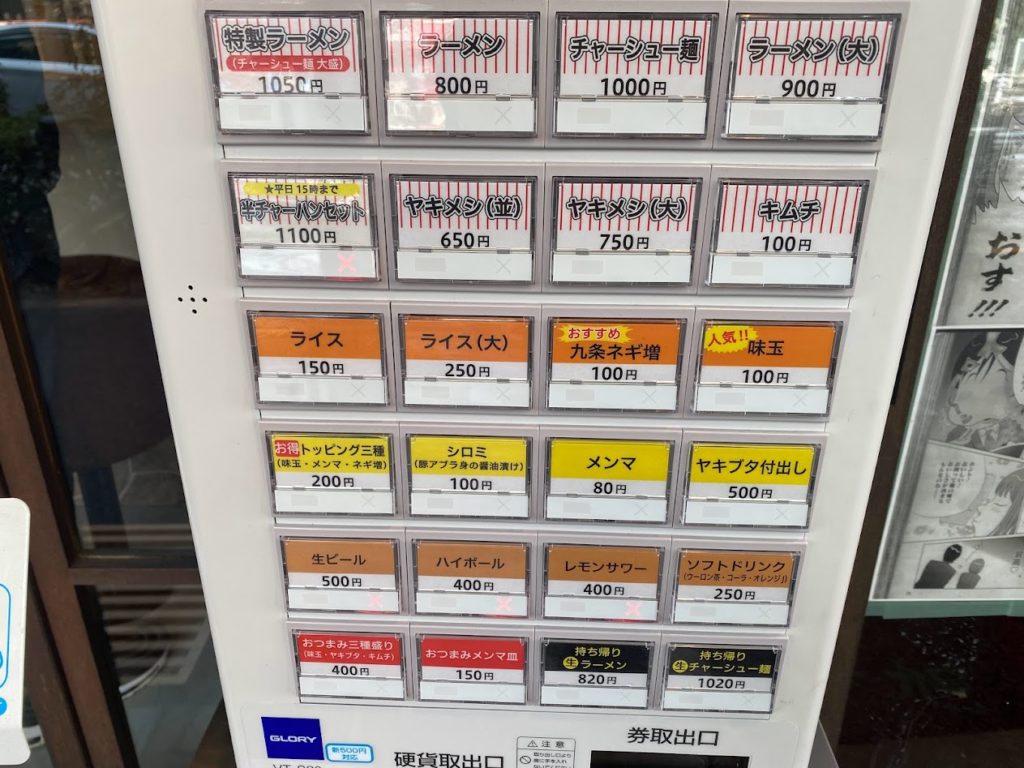 特製ラーメン
(チャーシュー麺 大盛)
1050円
ラーメン
800円
チャーシュー麺
1000円
ラーメン(大)
900円
★平日 15時まで
半チャーハンセット
1100円
ヤキメシ(並)
650円
ヤキメシ(大)
750円
キムチ
100円
ライス
150円
ライス(大)
250円
おすすめ
九条ネギ増
100円
人気!!
味玉
100円
お得トッピング三種
(味玉・メンマ・ネギ増)
200円
シロミ
(豚アブラ身の醤油漬け)
100円
メンマ
80円
ヤキブタ付出し
500円
生ビール
500円
ハイボール
400円
レモンサワー
400円
ソフトドリンク
(ウーロン茶・コーラ・オレンジ)
250円
おつまみ三種盛り
(味玉・ヤキブタ・キムチ)
400円
おつまみメンマ皿
150円
持ち帰り
生ラーメン
820円
持ち帰り
生チャーシュー麺
1020円
GLORY
新500円
対応
硬貨取出口
注意
券取出口
おす!!!